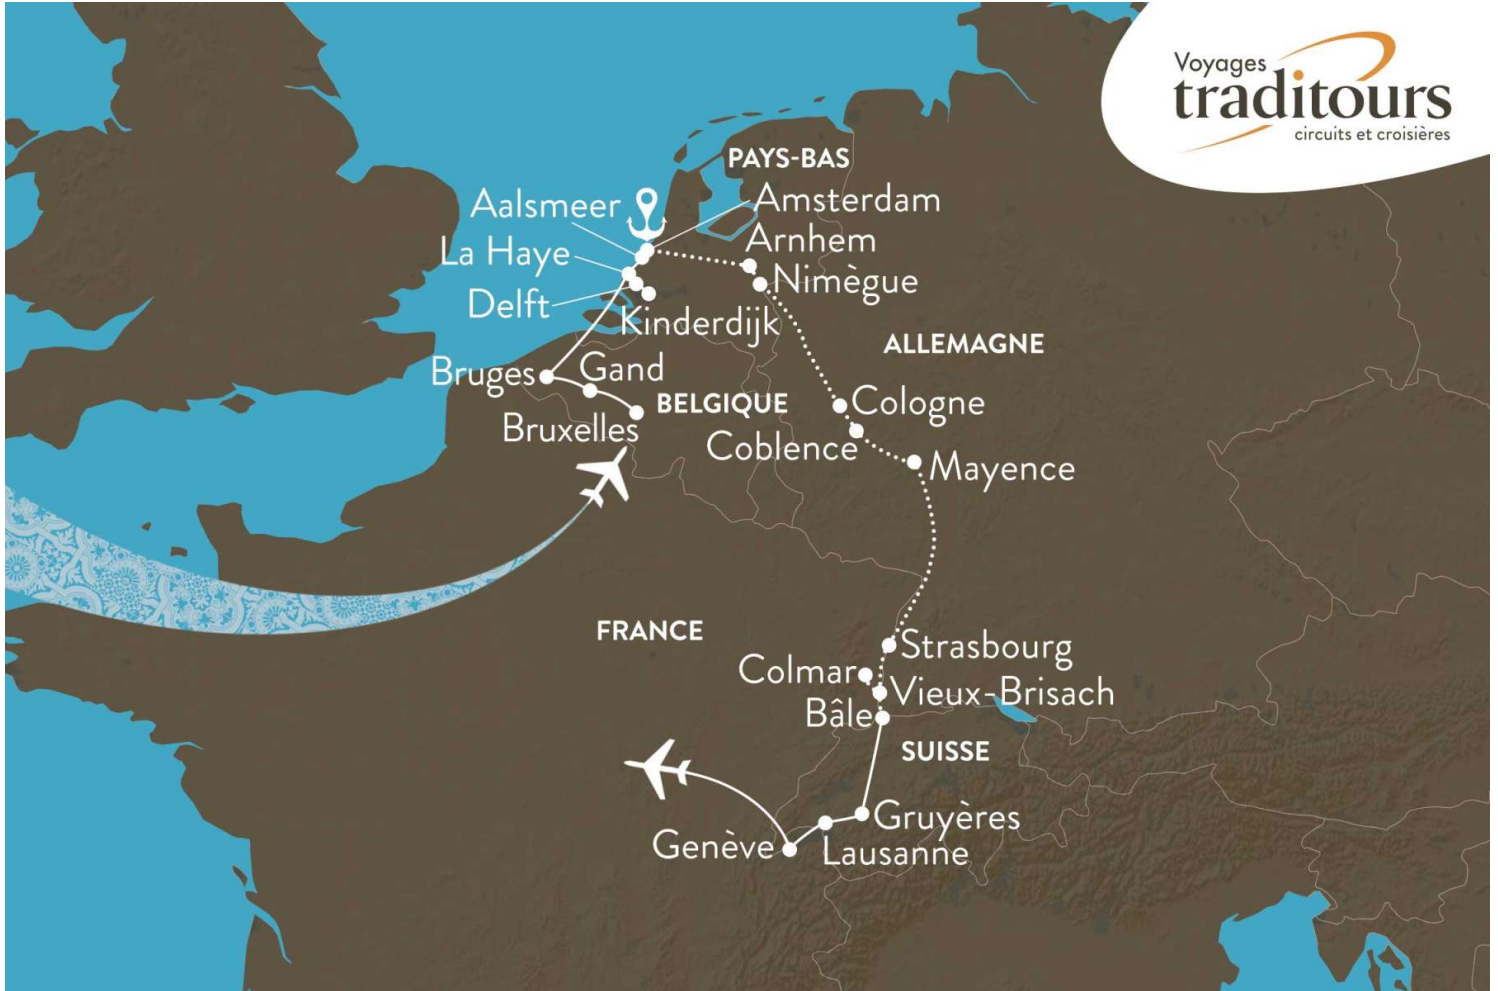 Voyages
traditours
circuits et croisières
PAYS-BAS
Aalsmeer
Amsterdam
La Haye
Arnhem
Delft
Nimègue
Kinderdijk
ALLEMAGNE
Bruges
Gand
BELGIQUE
Cologne
Bruxelles
Coblence
Mayence
FRANCE
Strasbourg
Colmar
Vieux-Brisach
Bâle
SUISSE
Gruyères
Genève
Lausanne